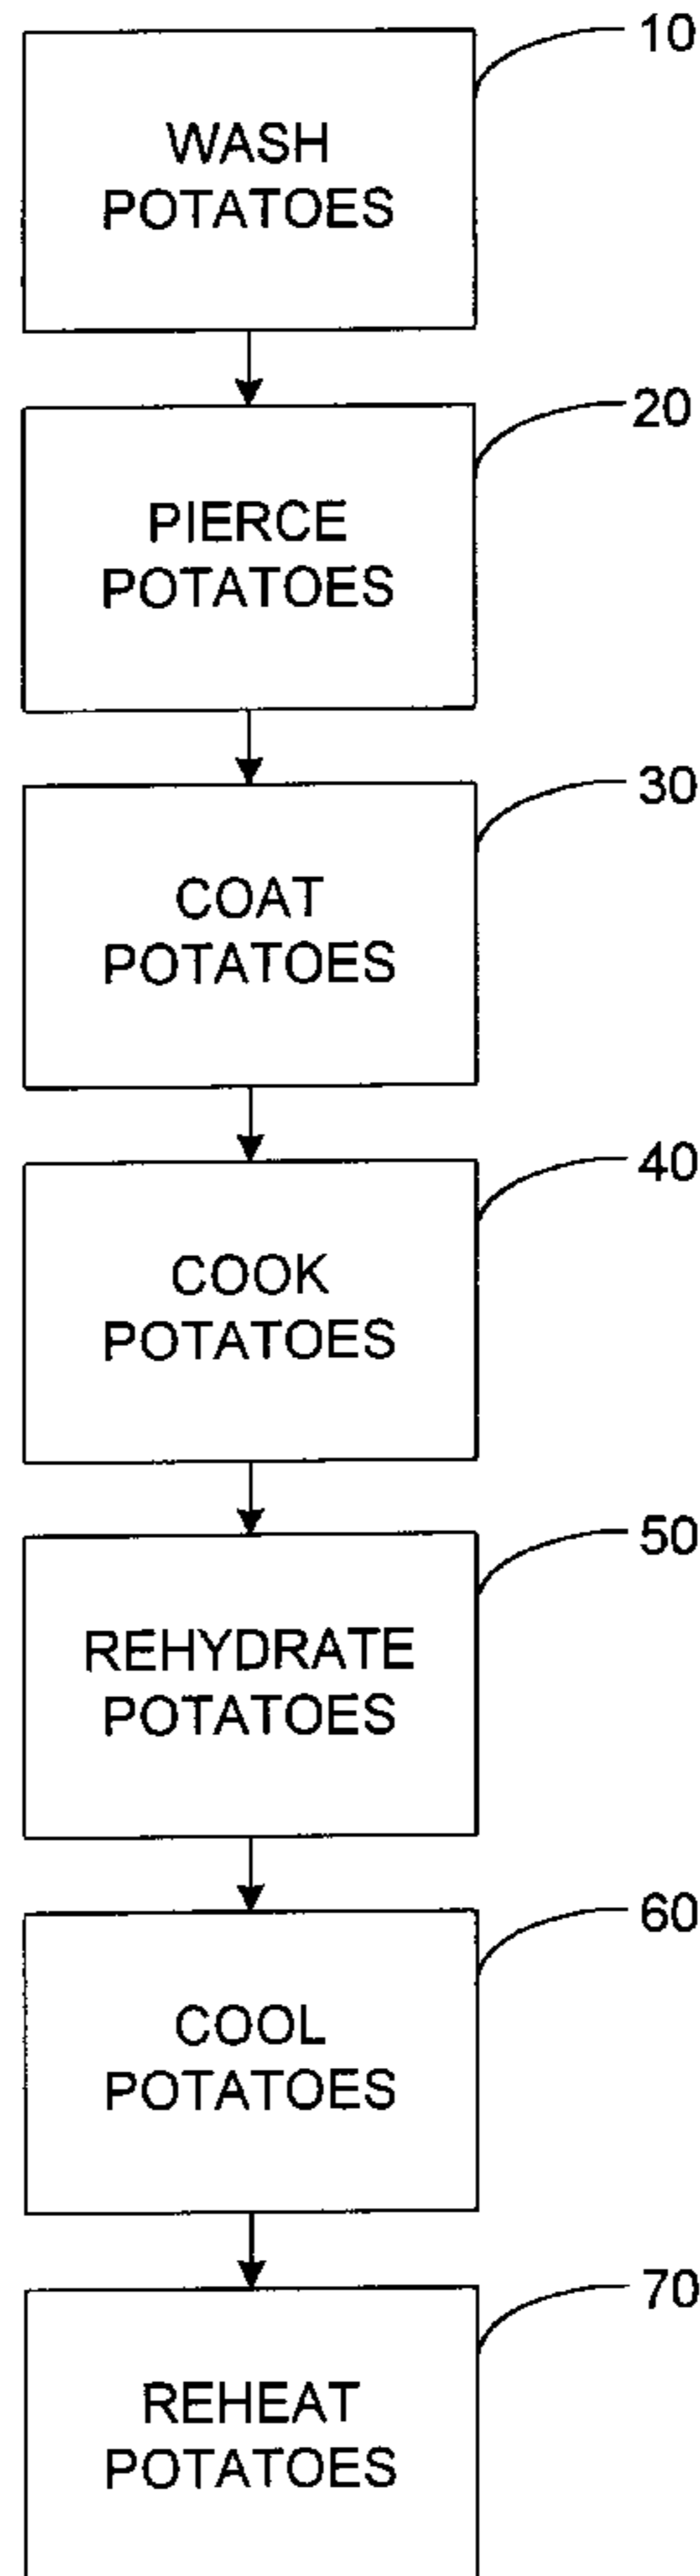 10
WASH
POTATOES
20
PIERCE
POTATOES
30
COAT
POTATOES
40
COOK
POTATOES
50
REHYDRATE
POTATOES
60
COOL
POTATOES
70
REHEAT
POTATOES